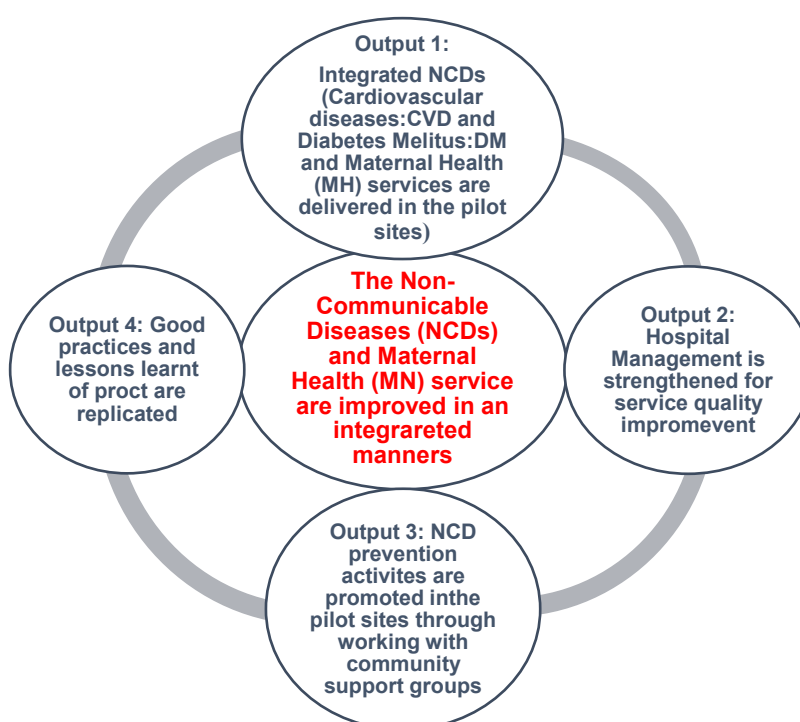 Output 1:
Integrated NCDs
(Cardiovascular
diseases:CVD and
Diabetes Melitus:DM
and Maternal Health
(MH) services are
delivered in the pilot
sites)
The Non-
Communicable
Diseases (NCDs)
and Maternal
Health (MN) service
are improved in an
integrareted
manners
Output 2:
Hospital
Management is
strengthened for
service quality
impromevent
Output 3: NCD
prevention
activites are
promoted inthe
pilot sites through
working with
community
support groups
Output 4: Good
practices and
lessons learnt
of proct are
replicated